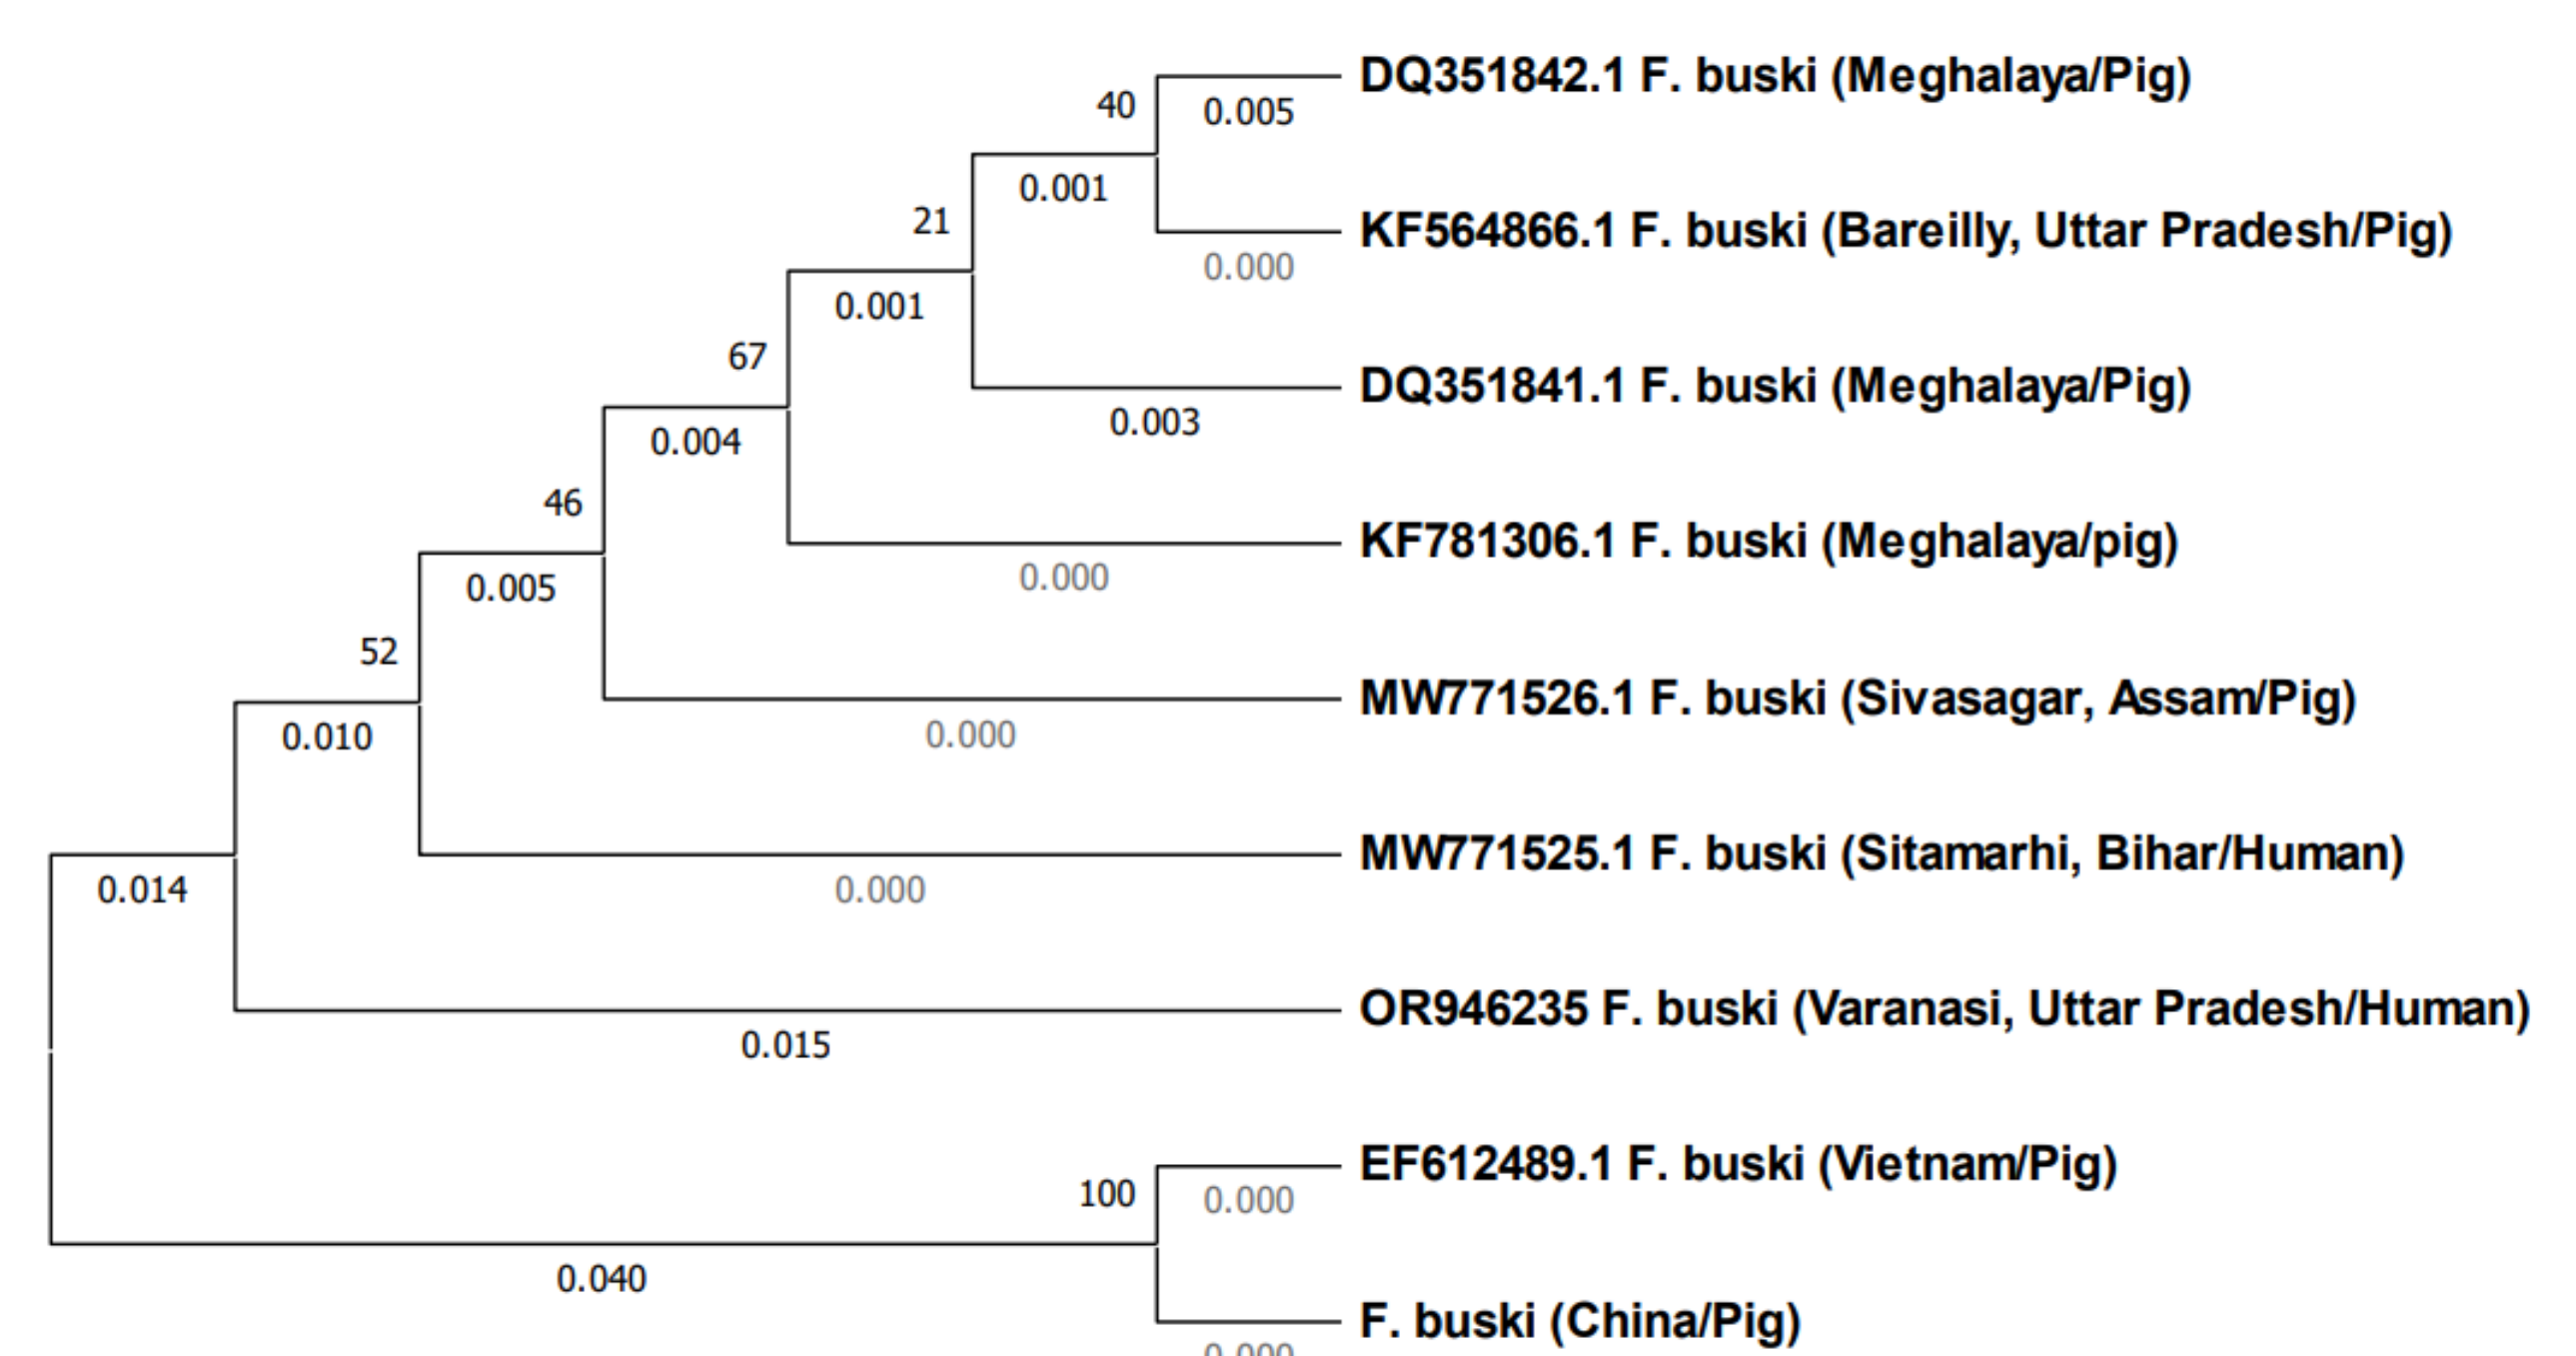 DQ351842.1 F. buski (Meghalaya/Pig)
40
0.005
0.001
KF564866.1 F. buski (Bareilly, Uttar Pradesh/Pig)
21
0.000
0.001
67
DQ351841.1 F. buski (Meghalaya/Pig)
0.003
0.004
46
KF781306.1 F. buski (Meghalaya/pig)
0.000
0.005
52
MW771526.1 F. buski (Sivasagar, Assam/Pig)
0.000
0.010
MW771525.1 F. buski (Sitamarhi, Bihar/Human)
0.000
0.014
OR946235 F. buski (Varanasi, Uttar Pradesh/Human)
0.015
EF612489.1 F. buski (Vietnam/Pig)
100
0.000
0.040
F. buski (China/Pig)
0.000